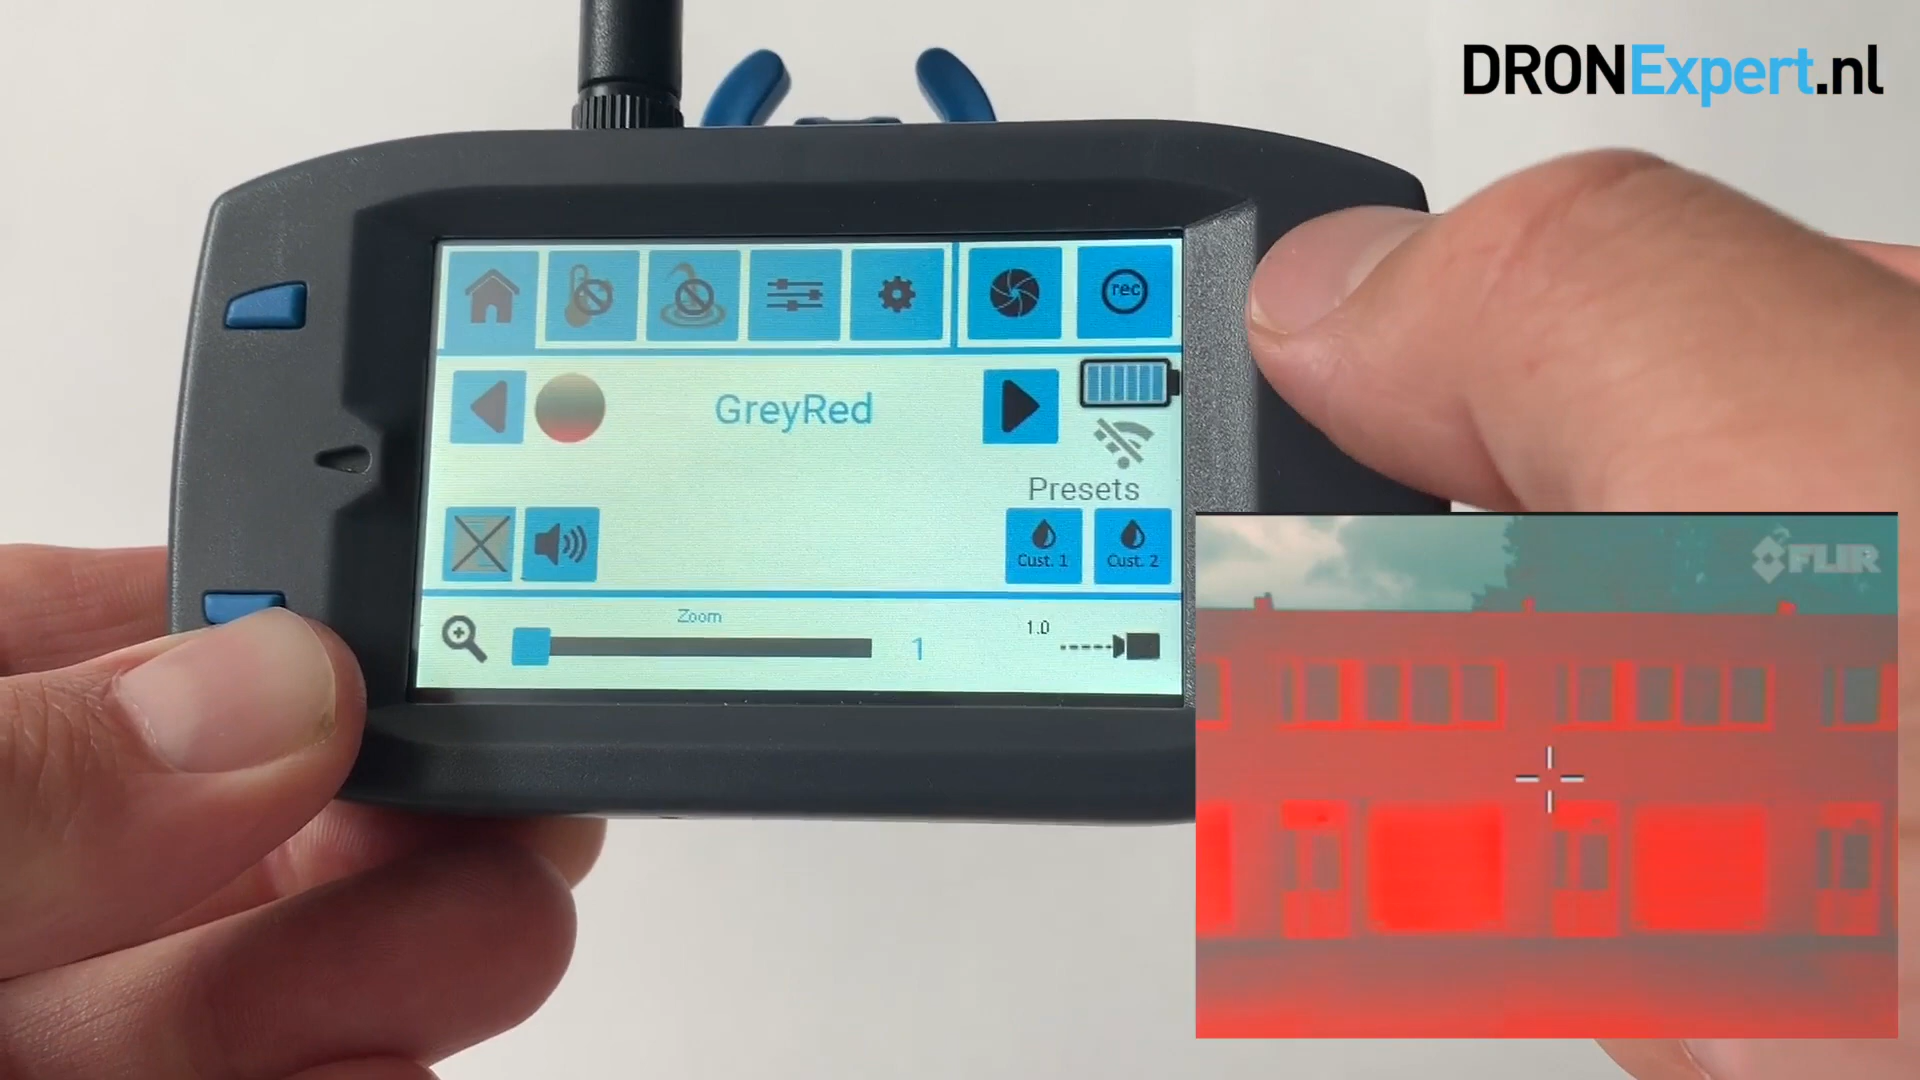 DRONExpert.nl
rec
GreyRed
Presets
Cust. 1
Cust. 2
Zoom
1
1.0
FLIR